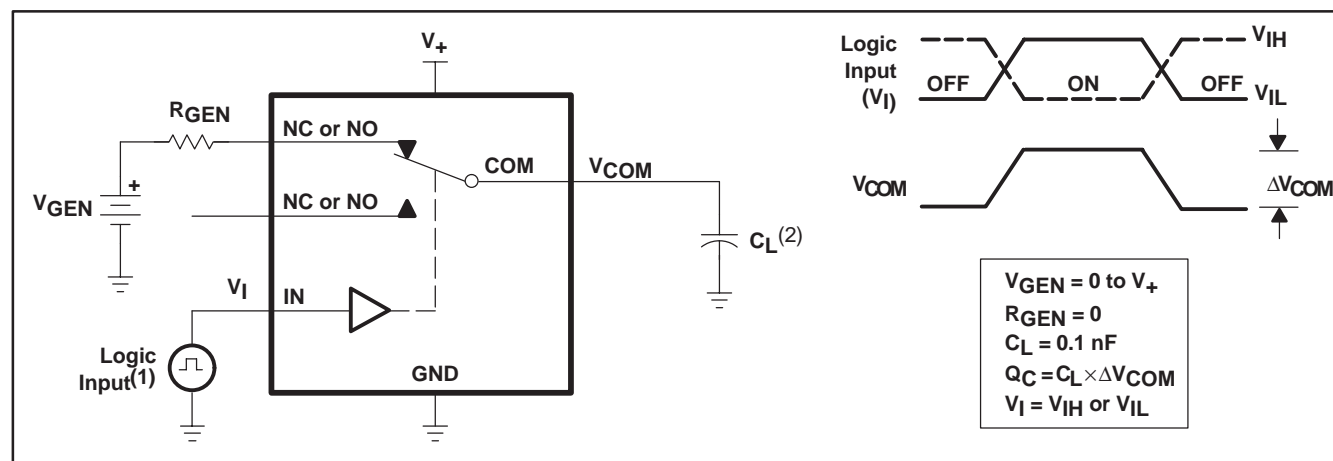 V+
RGEN
NC or NO
COM
VCOM
VGEN
+
NC or NO
CL(2)
VI
IN
Logic
Input(1)
GND
Logic
Input
(VI)
OFF
ON
OFF
VIH
VIL
VCOM
ΔVCOM
VGEN = 0 to V+
RGEN = 0
CL = 0.1 nF
QC = CL × ΔVCOM
VI = VIH or VIL